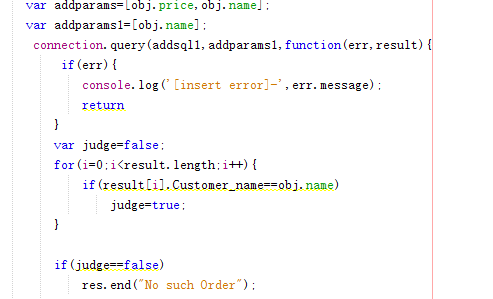 var addparams=[obj.price,obj.name];
var addparams1=[obj.name];
connection.query(addsql1,addparams1,function(err,result){
if(err){
console.log('[insert error]-',err.message);
return
}
var judge=false;
for(i=0;i<result.length;i++){
if(result[i].Customer_name==obj.name)
judge=true;
}
if(judge==false)
res.end("No such Order");